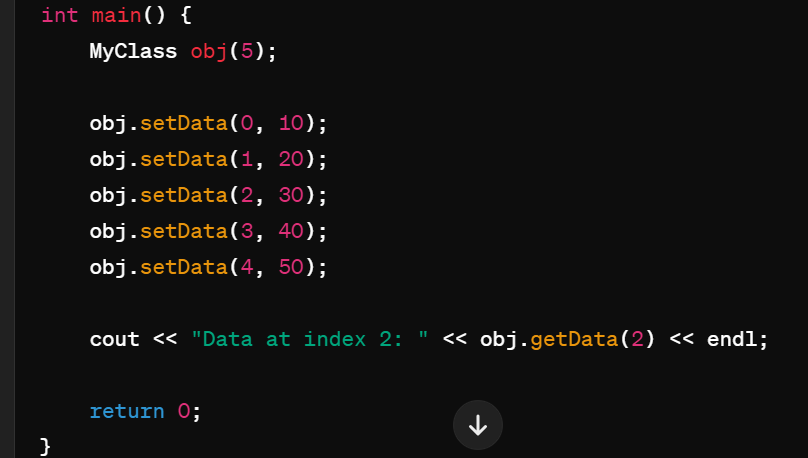 int main() {
    MyClass obj(5);
    obj.setData(0, 10);
    obj.setData(1, 20);
    obj.setData(2, 30);
    obj.setData(3, 40);
    obj.setData(4, 50);
    cout << "Data at index 2: " << obj.getData(2) << endl;
    return 0;
}